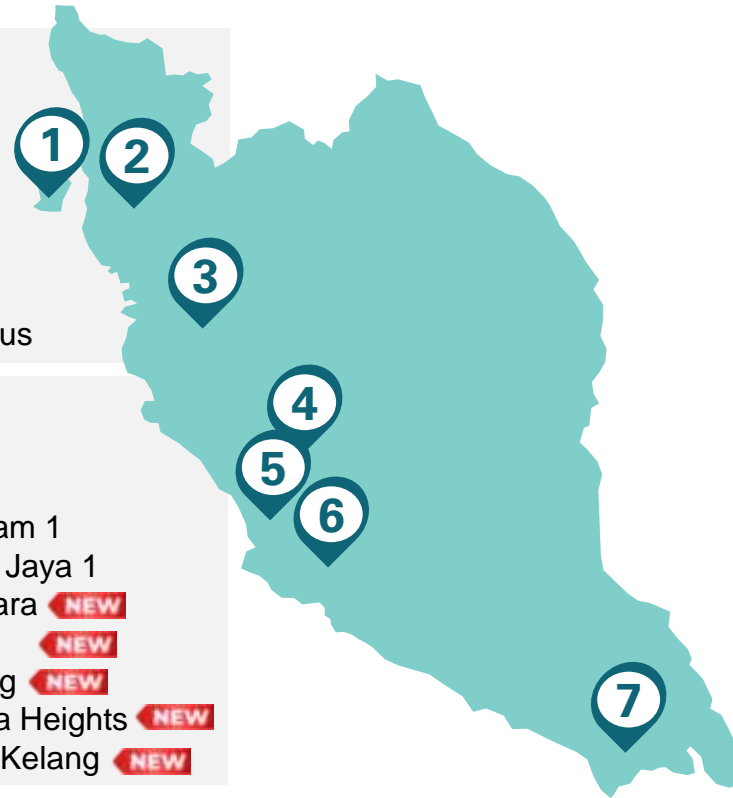 1
2
3
us
4
5
6
am 1
Jaya 1
ara NEW
NEW
g NEW
a Heights NEW
Kelang NEW
7